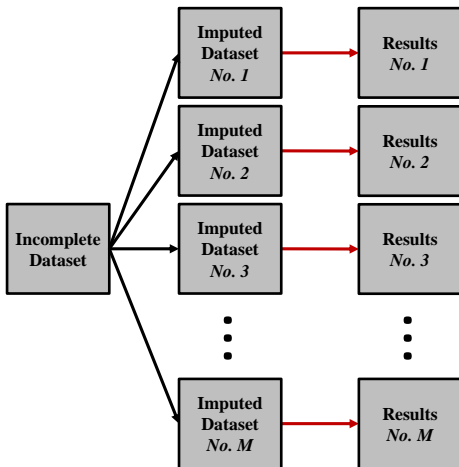 Imputed
Dataset
No. 1
Results
No. 1
Imputed
Dataset
No. 2
Results
No. 2
Incomplete
Dataset
Imputed
Dataset
No. 3
Results
No. 3
Imputed
Dataset
No. M
Results
No. M